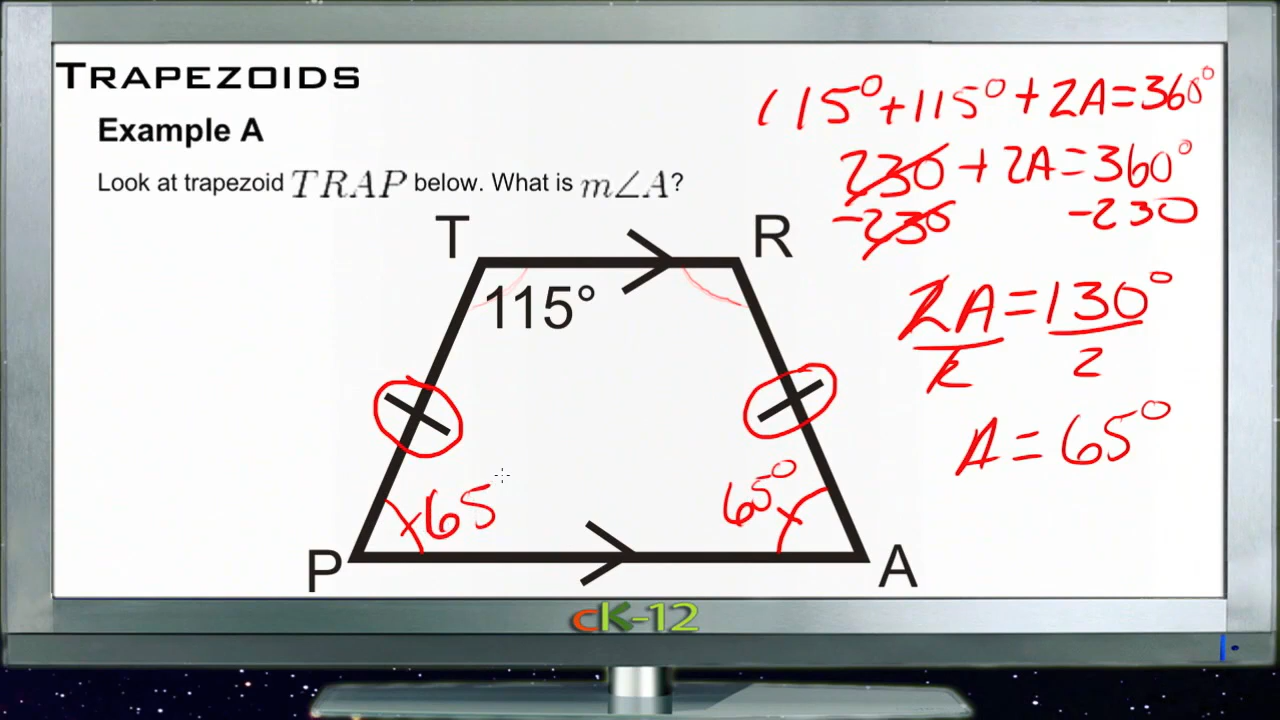 TRAPEZOIDS
Example A
Look at trapezoid TRAP below. What is m∠A?
T
R
115°
65
65°
P
A
115°+115°+2A=360°
230+2A=360°
-230 -230
2A=130°
2 2
A=65°
cK-12